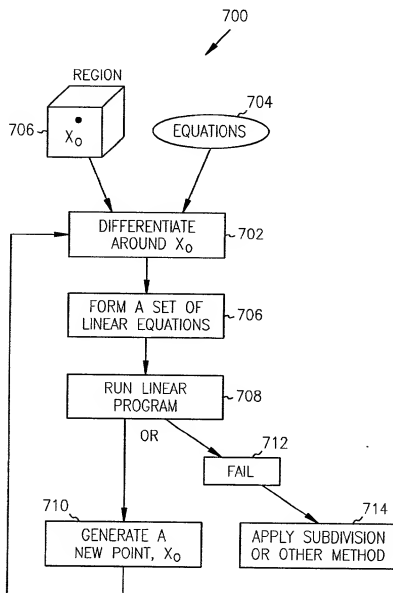 700
REGION
706
X₀
704
EQUATIONS
DIFFERENTIATE
AROUND X₀
702
FORM A SET OF
LINEAR EQUATIONS
706
RUN LINEAR
PROGRAM
708
OR
712
FAIL
710
GENERATE A
NEW POINT, X₀
714
APPLY SUBDIVISION
OR OTHER METHOD